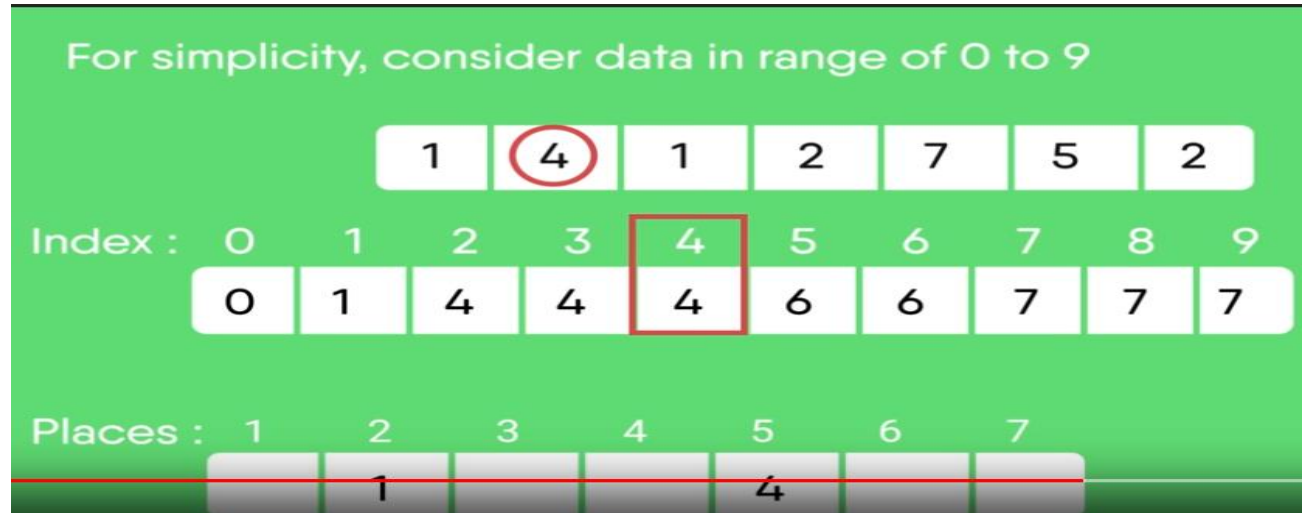 For simplicity, consider data in range of 0 to 9
1 4 1 2 7 5 2
Index : 0 1 2 3 4 5 6 7 8 9
0 1 4 4 4 6 6 7 7 7
Places : 1 2 3 4 5 6 7
1 4